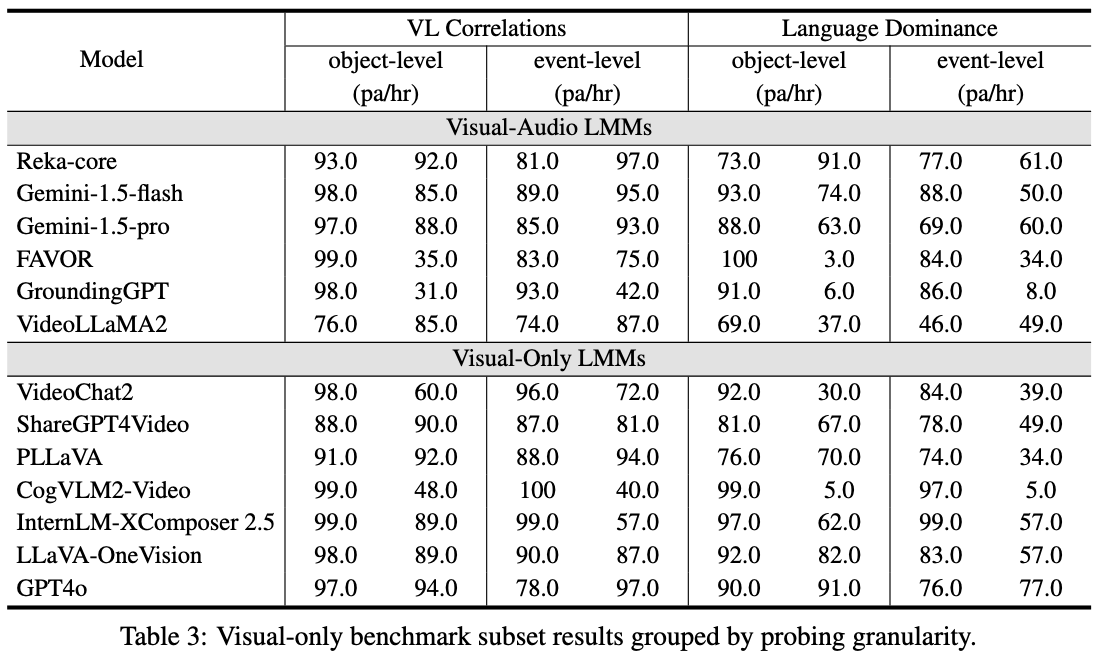 Model VL Correlations Language Dominance
object-level event-level object-level event-level
(pa/hr) (pa/hr) (pa/hr) (pa/hr)
Visual-Audio LMMs
Reka-core 93.0 92.0 81.0 97.0 73.0 91.0 77.0 61.0
Gemini-1.5-flash 98.0 85.0 89.0 95.0 93.0 74.0 88.0 50.0
Gemini-1.5-pro 97.0 88.0 85.0 93.0 88.0 63.0 69.0 60.0
FAVOR 99.0 35.0 83.0 75.0 100 3.0 84.0 34.0
GroundingGPT 98.0 31.0 93.0 42.0 91.0 6.0 86.0 8.0
VideoLLaMA2 76.0 85.0 74.0 87.0 69.0 37.0 46.0 49.0
Visual-Only LMMs
VideoChat2 98.0 60.0 96.0 72.0 92.0 30.0 84.0 39.0
ShareGPT4Video 88.0 90.0 87.0 81.0 81.0 67.0 78.0 49.0
PLLaVA 91.0 92.0 88.0 94.0 76.0 70.0 74.0 34.0
CogVLM2-Video 99.0 48.0 100 40.0 99.0 5.0 97.0 5.0
InternLM-XComposer 2.5 99.0 89.0 99.0 57.0 97.0 62.0 99.0 57.0
LLaVA-OneVision 98.0 89.0 90.0 87.0 92.0 82.0 83.0 57.0
GPT4o 97.0 94.0 78.0 97.0 90.0 91.0 76.0 77.0
Table 3: Visual-only benchmark subset results grouped by probing granularity.